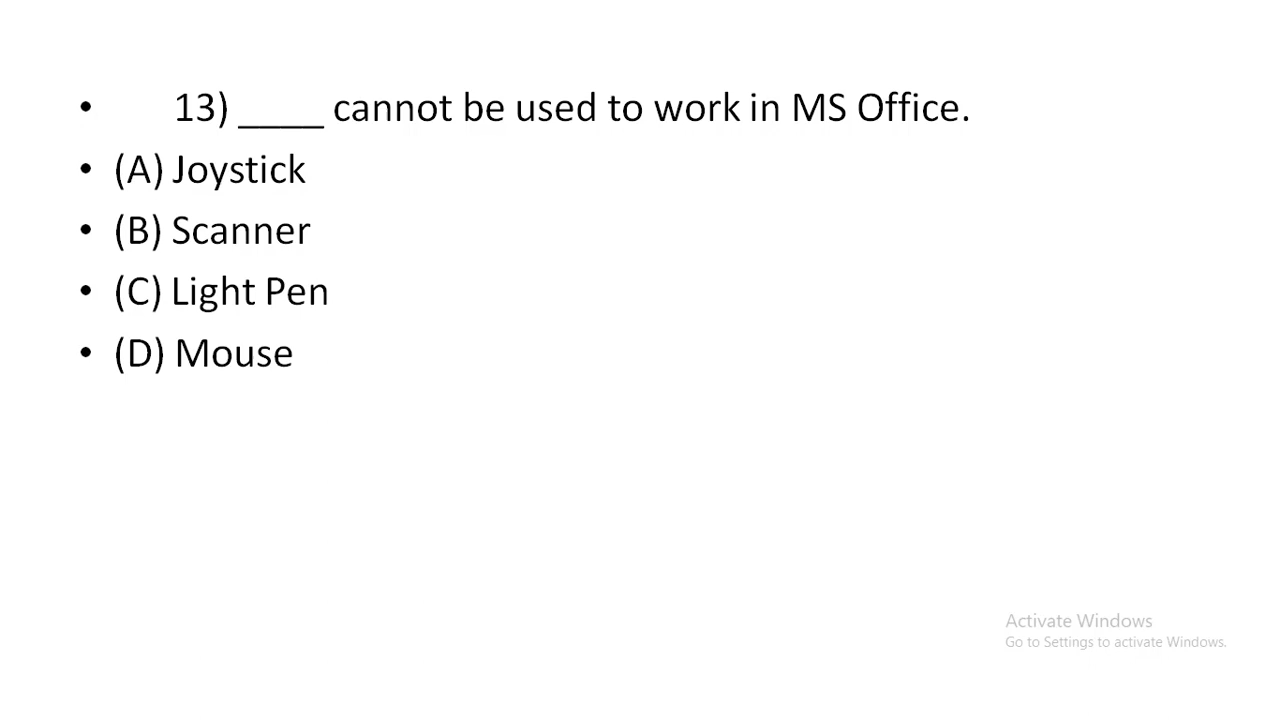 • 13) ____ cannot be used to work in MS Office.
• (A) Joystick
• (B) Scanner
• (C) Light Pen
• (D) Mouse
Activate Windows
Go to Settings to activate Windows.